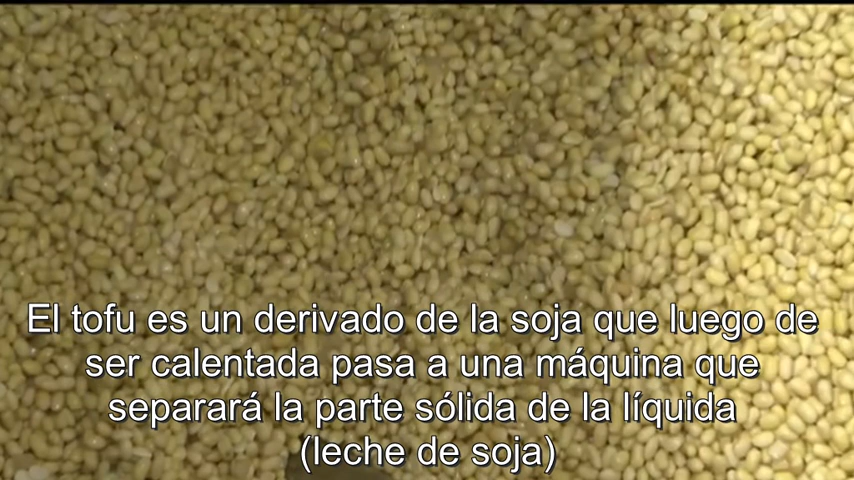 El tofu es un derivado de la soja que luego de
ser calentada pasa a una máquina que
separará la parte sólida de la líquida
(leche de soja)